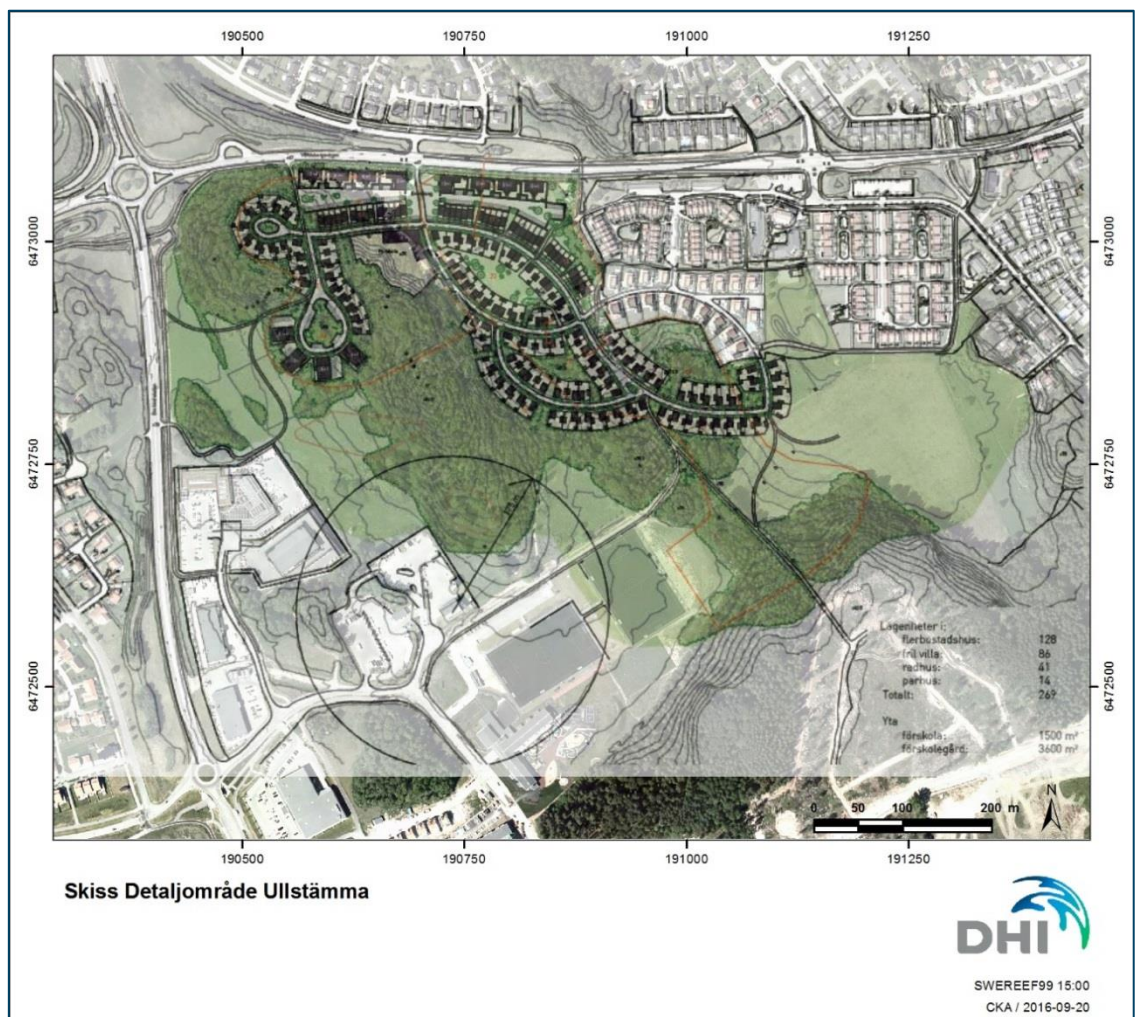 190500 190750 191000 191250
6473000 6473000
6472750 6472750
6472500 6472500
Lägenheter i:
flerbostadshus: 128
fril villa: 86
radhus: 41
parhus: 14
Totalt: 269
Yta
förskola: 1500 m²
förskolegård: 3600 m²
0 50 100 200 m
N
190500 190750 191000 191250
Skiss Detaljområde Ullstämma
DHI
SWEREEF99 15:00
CKA / 2016-09-20